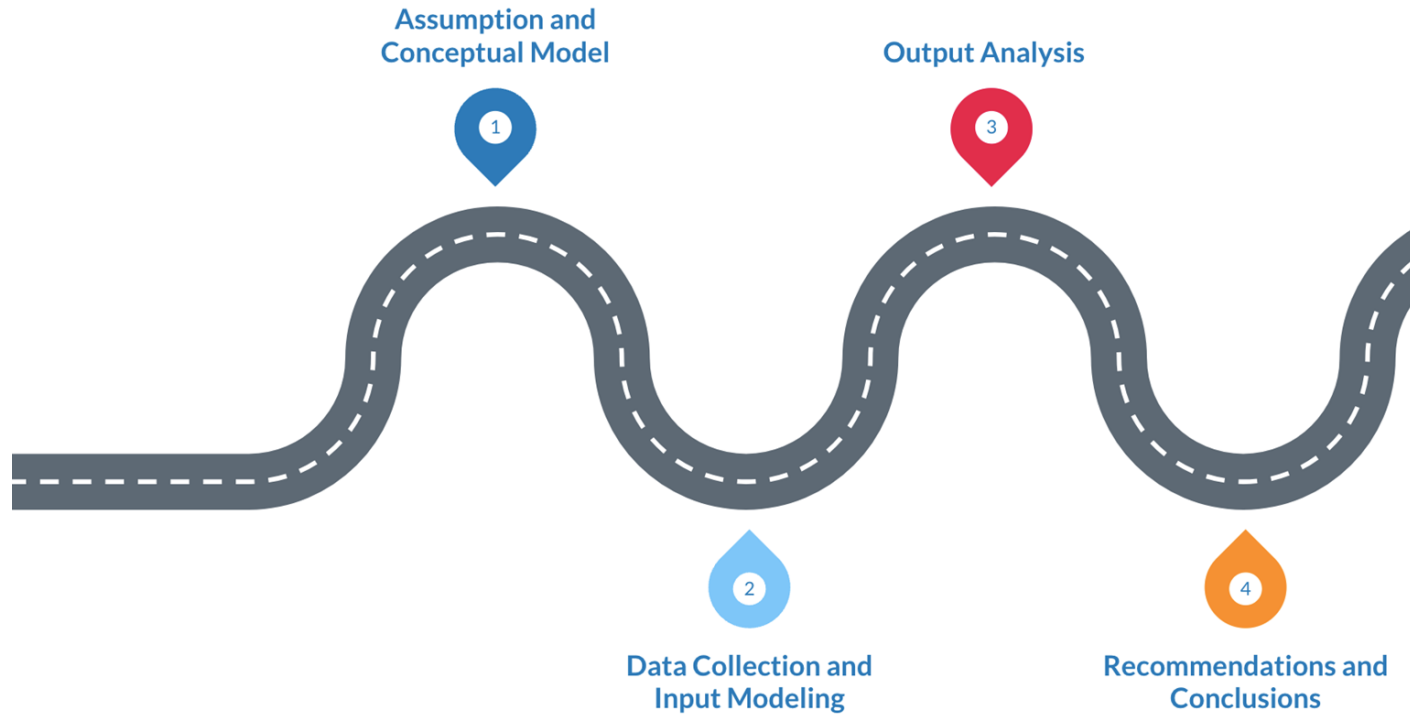 Assumption and
Conceptual Model
1
Data Collection and
Input Modeling
2
Output Analysis
3
Recommendations and
Conclusions
4